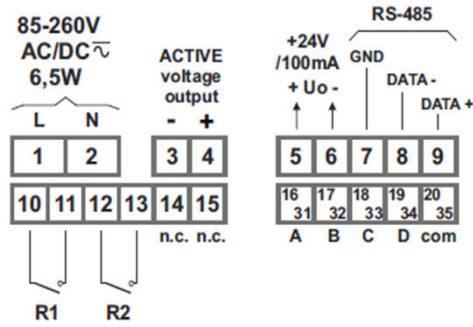 85-260V
AC/DC ⏦
6,5W
L N
ACTIVE
voltage
output
- +
1 2 3 4
10 11 12 13 14 15
n.c. n.c.
R1 R2
RS-485
+24V
/100mA
+ Uo -
GND
DATA -
DATA +
5 6 7 8 9
16 17 18 19 20
31 32 33 34 35
A B C D com